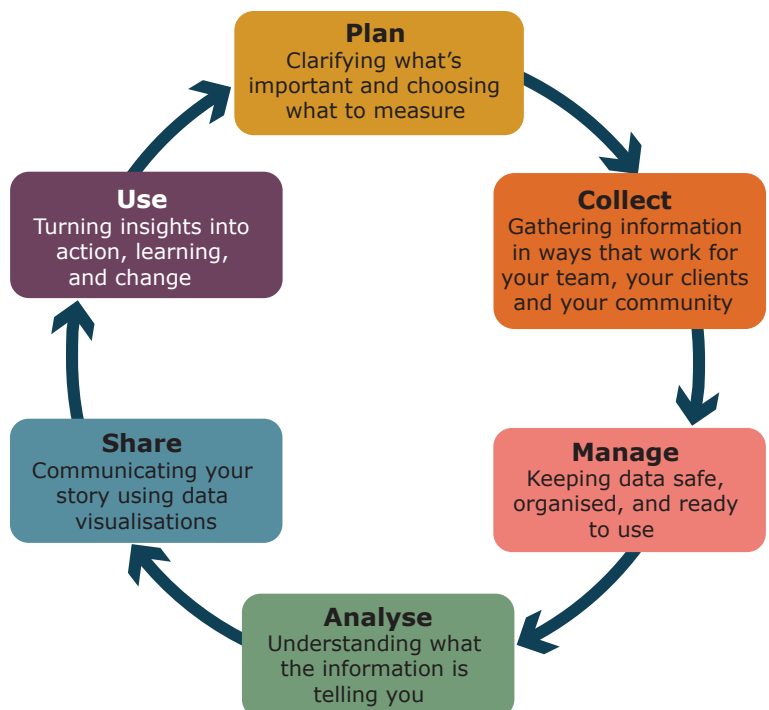 Plan
Clarifying what’s
important and choosing
what to measure
Collect
Gathering information
in ways that work for
your team, your clients
and your community
Manage
Keeping data safe,
organised, and ready
to use
Analyse
Understanding what
the information is
telling you
Share
Communicating your
story using data
visualisations
Use
Turning insights into
action, learning,
and change